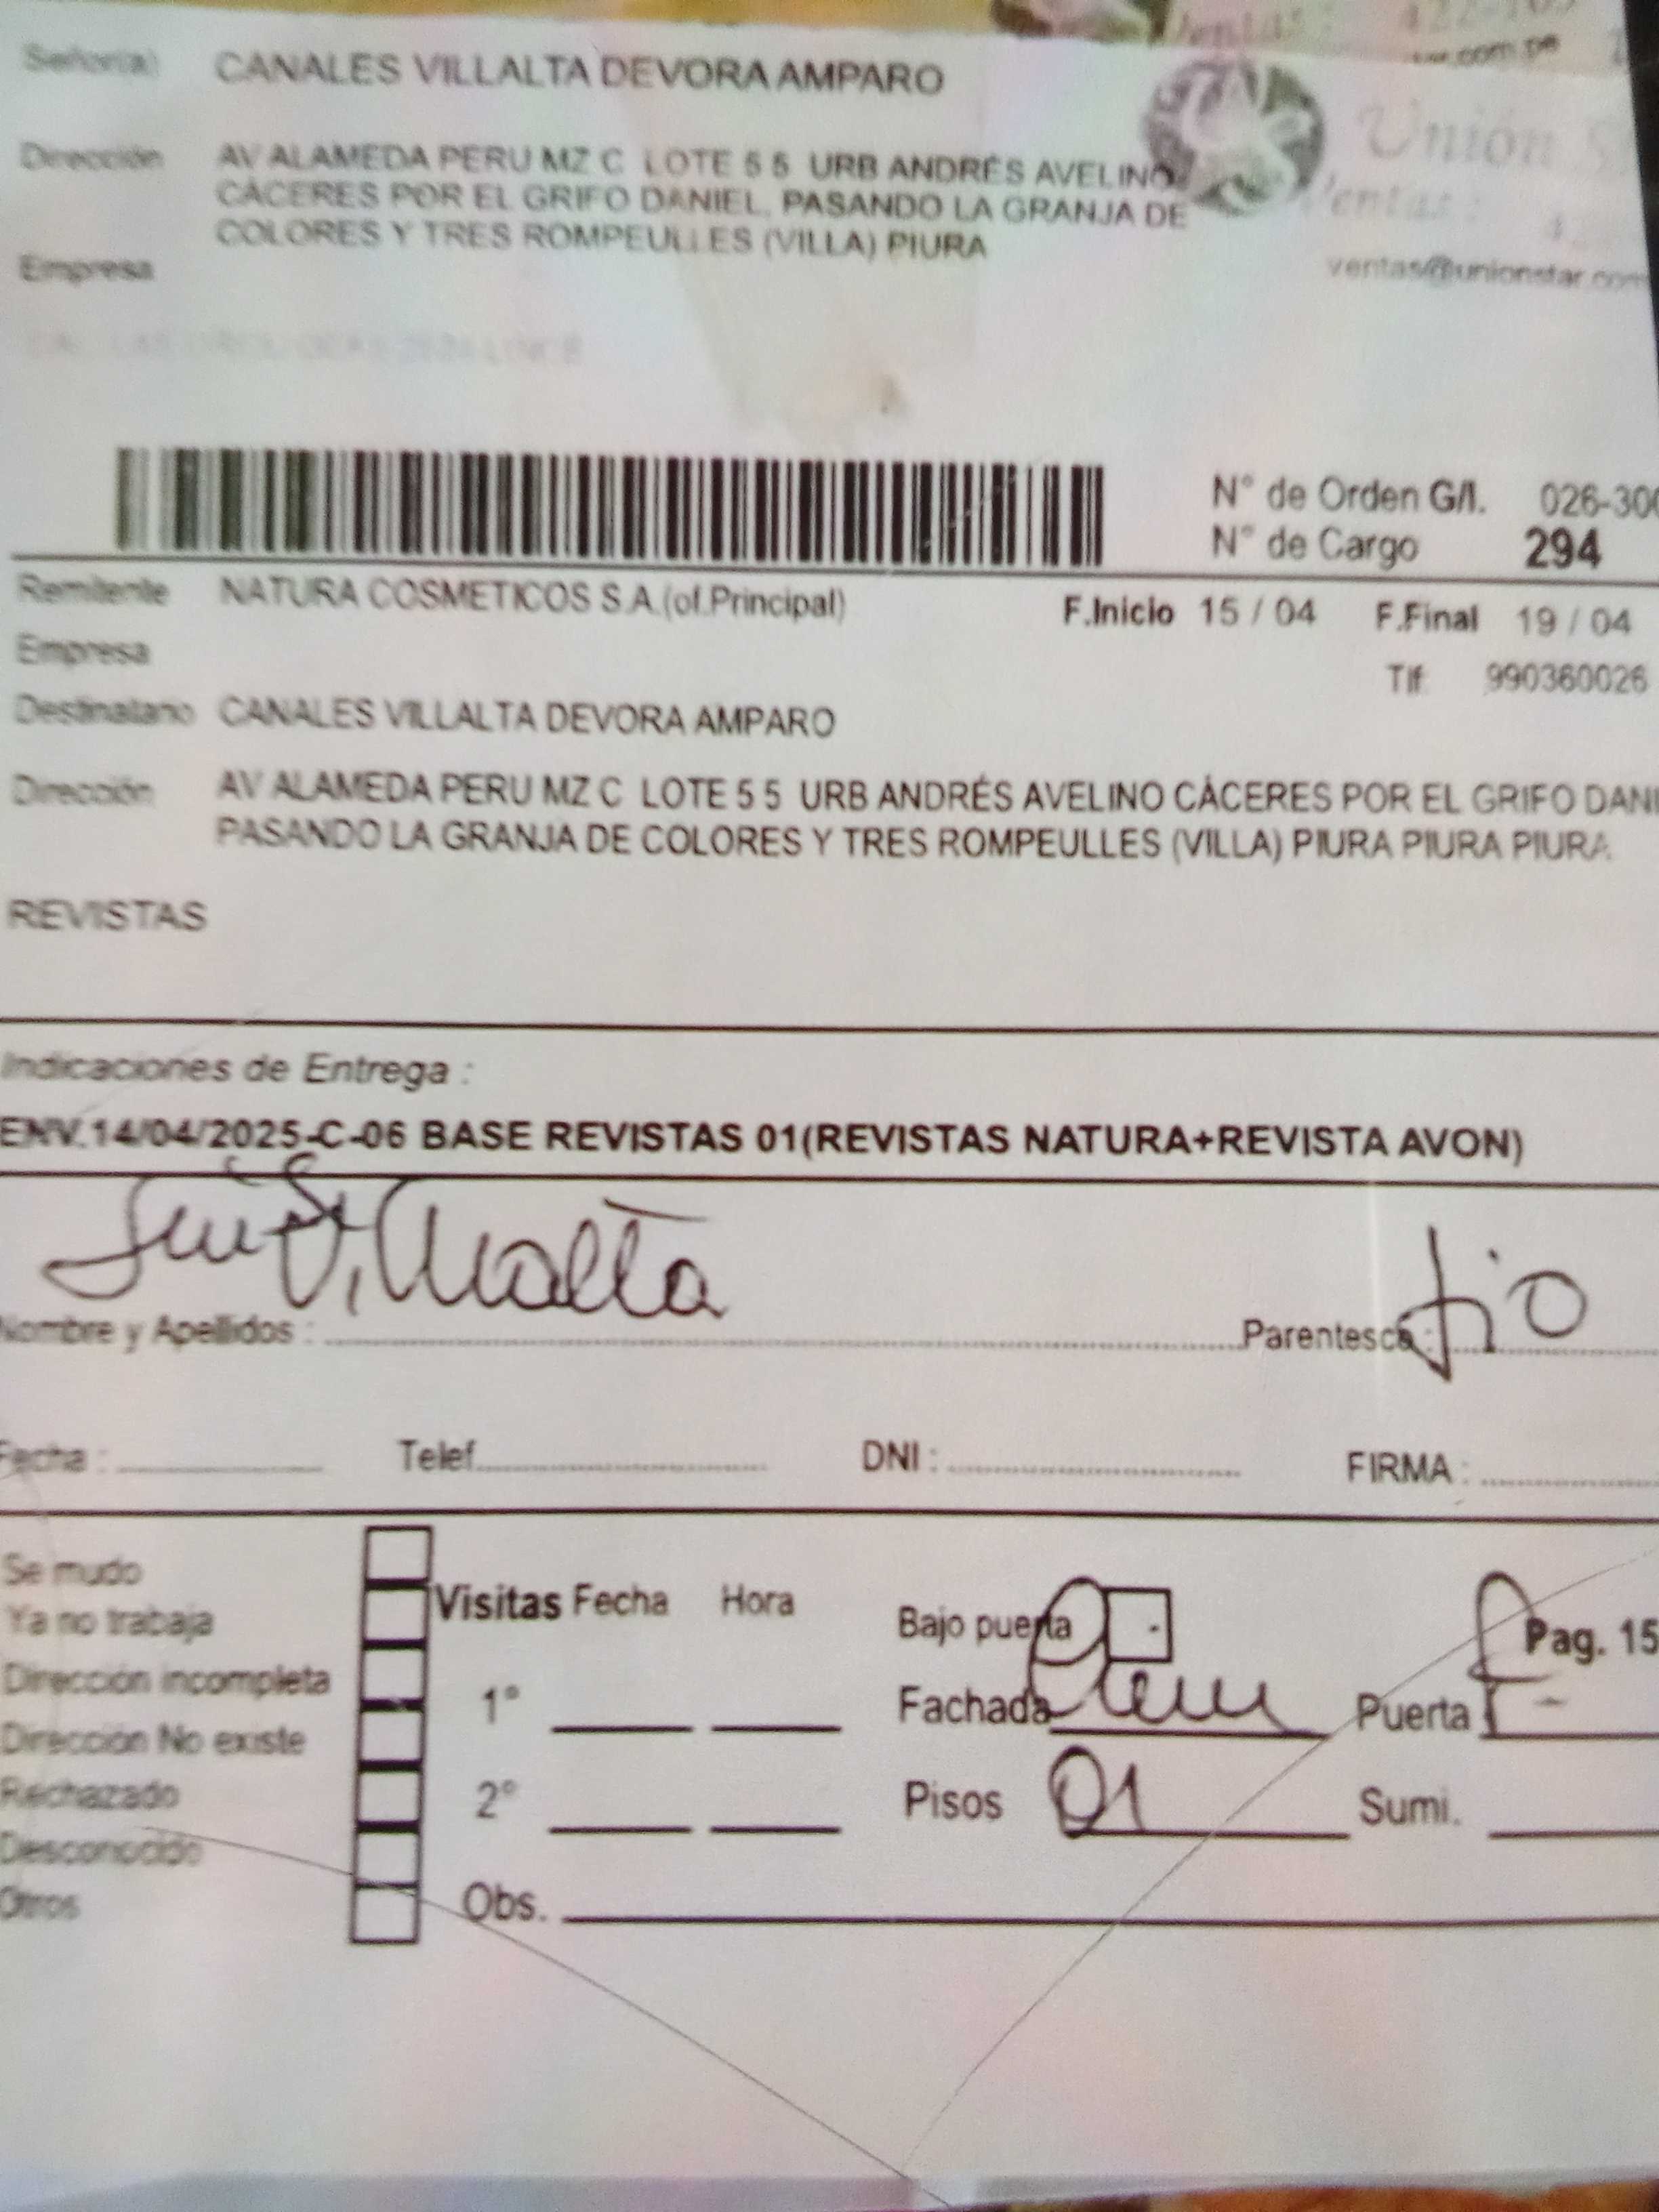 Ventas :
Señor(a) CANALES VILLALTA DEVORA AMPARO
Unión
Dirección AV ALAMEDA PERU MZ C LOTE 5 5 URB ANDRÉS AVELINO
CÁCERES POR EL GRIFO DANIEL, PASANDO LA GRANJA DE
COLORES Y TRES ROMPEULLES (VILLA) PIURA
Ventas :
Empresa
ventas@unionstar.com
N° de Orden G/I. 026-300
N° de Cargo 294
Remitente NATURA COSMETICOS S.A.(of.Principal) F.Inicio 15 / 04 F.Final 19 / 04
Empresa
Tlf 990360026
Destinatario CANALES VILLALTA DEVORA AMPARO
Dirección AV ALAMEDA PERU MZ C LOTE 5 5 URB ANDRÉS AVELINO CÁCERES POR EL GRIFO DANI
PASANDO LA GRANJA DE COLORES Y TRES ROMPEULLES (VILLA) PIURA PIURA PIURA
REVISTAS
Indicaciones de Entrega :
ENV.14/04/2025-C-06 BASE REVISTAS 01(REVISTAS NATURA+REVISTA AVON)
Nombre y Apellidos : Villalta Parentesco : tio
Fecha : Telef. DNI : FIRMA :
Se mudo
Ya no trabaja
Dirección incompleta
Dirección No existe
Rechazado
Desconocido
Otros
Visitas Fecha Hora
1°
2°
Obs.
Bajo puerta
Pag. 15
Fachada
Puerta
Pisos 01
Sumi.